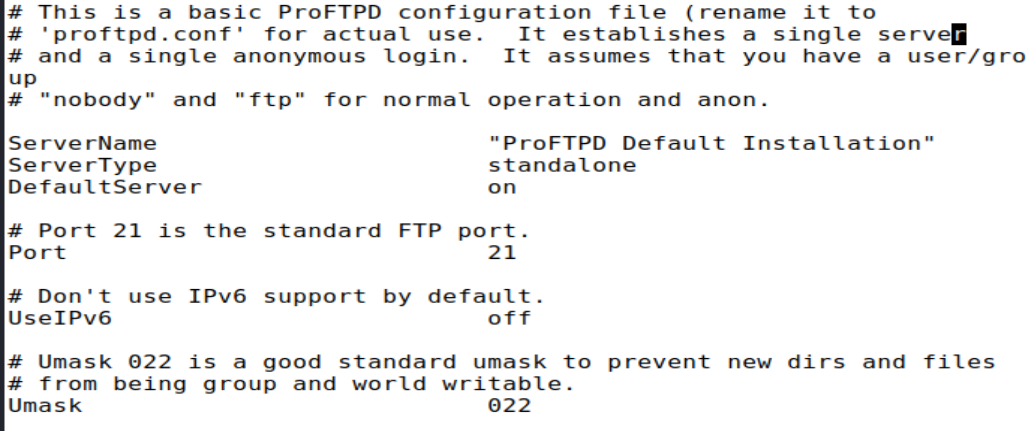 # This is a basic ProFTPD configuration file (rename it to
# 'proftpd.conf' for actual use.  It establishes a single server
# and a single anonymous login.  It assumes that you have a user/gro
up
# "nobody" and "ftp" for normal operation and anon.

ServerName                      "ProFTPD Default Installation"
ServerType                      standalone
DefaultServer                   on

# Port 21 is the standard FTP port.
Port                            21

# Don't use IPv6 support by default.
UseIPv6                         off

# Umask 022 is a good standard umask to prevent new dirs and files
# from being group and world writable.
Umask                           022